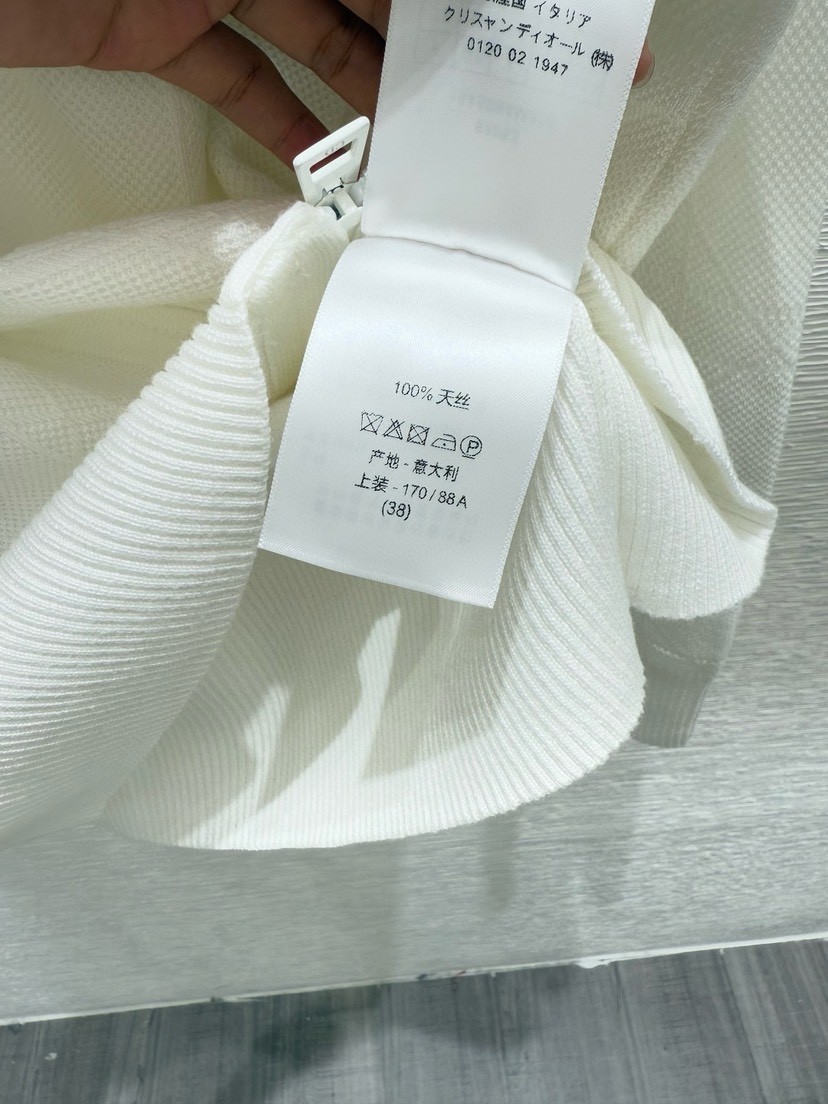 国 イタリア
クリスャンディオール (株)
0120 02 1947
100% 天丝
P
产地 - 意大利
上装 - 170/88A
(38)